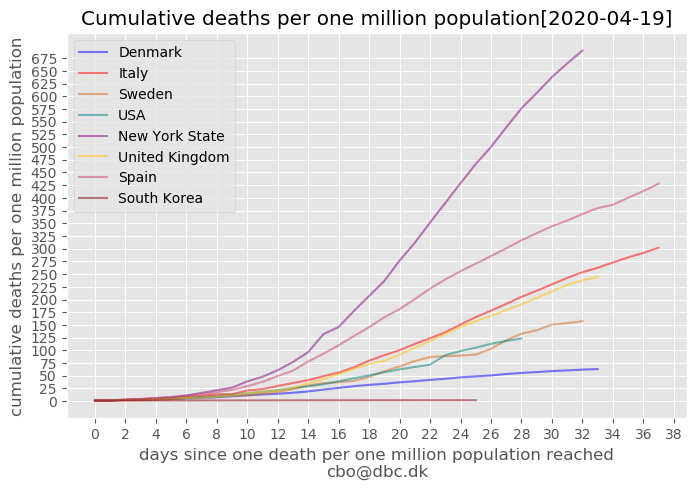 Cumulative deaths per one million population[2020-04-19]
cumulative deaths per one million population
675
650
625
600
575
550
525
500
475
450
425
400
375
350
325
300
275
250
225
200
175
150
125
100
75
50
25
0
Denmark
Italy
Sweden
USA
New York State
United Kingdom
Spain
South Korea
0 2 4 6 8 10 12 14 16 18 20 22 24 26 28 30 32 34 36 38
days since one death per one million population reached
cbo@dbc.dk